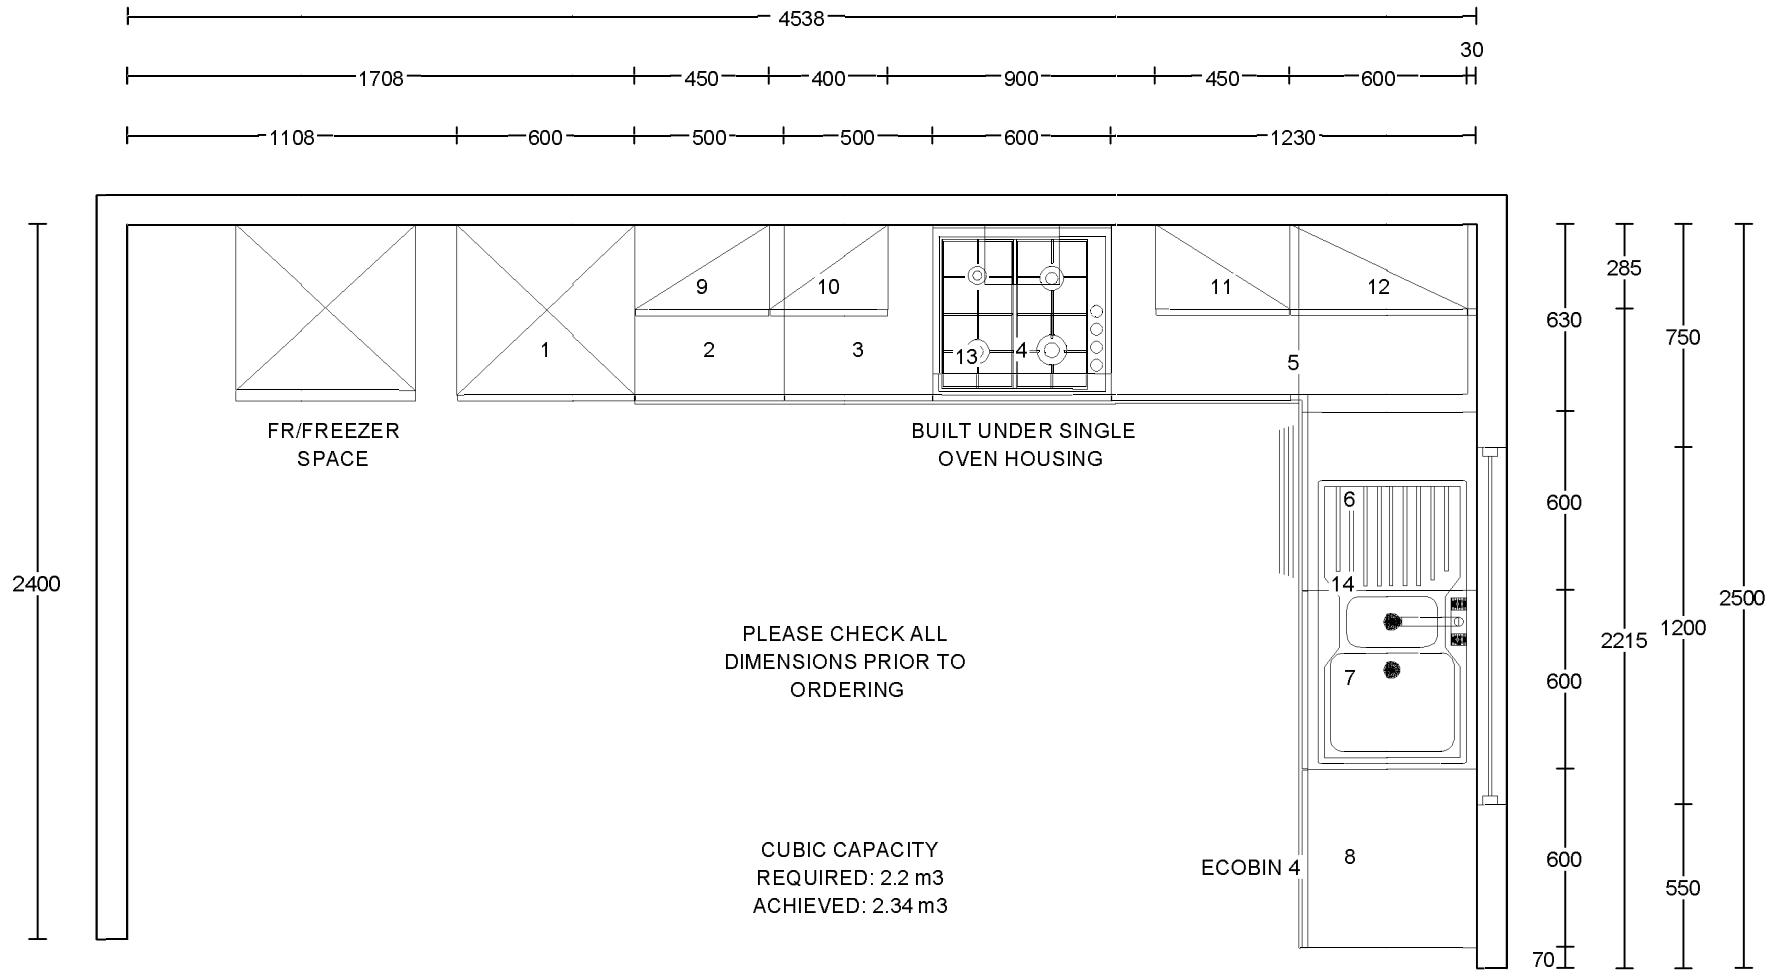 4538
30
1708 450 400 900 450 600
1108 600 500 500 600 1230
285
9 10 11 12
630
750
1 2 3 13 4 5
FR/FREEZER
SPACE
BUILT UNDER SINGLE
OVEN HOUSING
6
600
2400
14
2500
PLEASE CHECK ALL
DIMENSIONS PRIOR TO
ORDERING
1200
2215
7
600
CUBIC CAPACITY
REQUIRED: 2.2 m3
ACHIEVED: 2.34 m3
ECOBIN 4
8
600
550
70